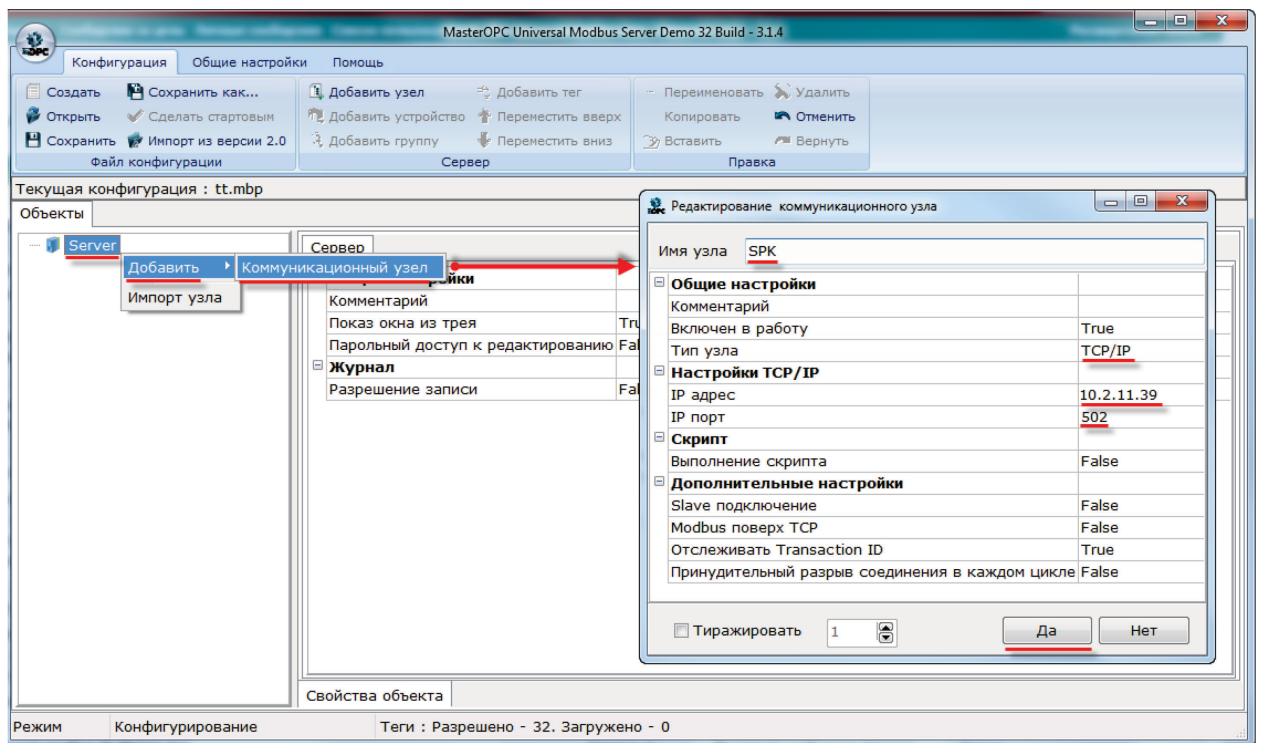 MasterOPC Universal Modbus Server Demo 32 Build - 3.1.4
Конфигурация Общие настройки Помощь
Создать Сохранить как... Добавить узел Добавить тег Переименовать Удалить
Открыть Сделать стартовым Добавить устройство Переместить вверх Копировать Отменить
Сохранить Импорт из версии 2.0 Добавить группу Переместить вниз Вставить Вернуть
Файл конфигурации Сервер Правка
Текущая конфигурация : tt.mbp
Объекты
Server
Добавить
Импорт узла
Коммуникационный узел
Сервер
Комментарий
Показ окна из трея
Парольный доступ к редактированию
Журнал
Разрешение записи
Свойства объекта
Редактирование коммуникационного узла
Имя узла SPK
Общие настройки
Комментарий
Включен в работу True
Тип узла TCP/IP
Настройки TCP/IP
IP адрес 10.2.11.39
IP порт 502
Скрипт
Выполнение скрипта False
Дополнительные настройки
Slave подключение False
Modbus поверх TCP False
Отслеживать Transaction ID True
Принудительный разрыв соединения в каждом цикле False
Тиражировать 1 Да Нет
Режим Конфигурирование Теги : Разрешено - 32. Загружено - 0